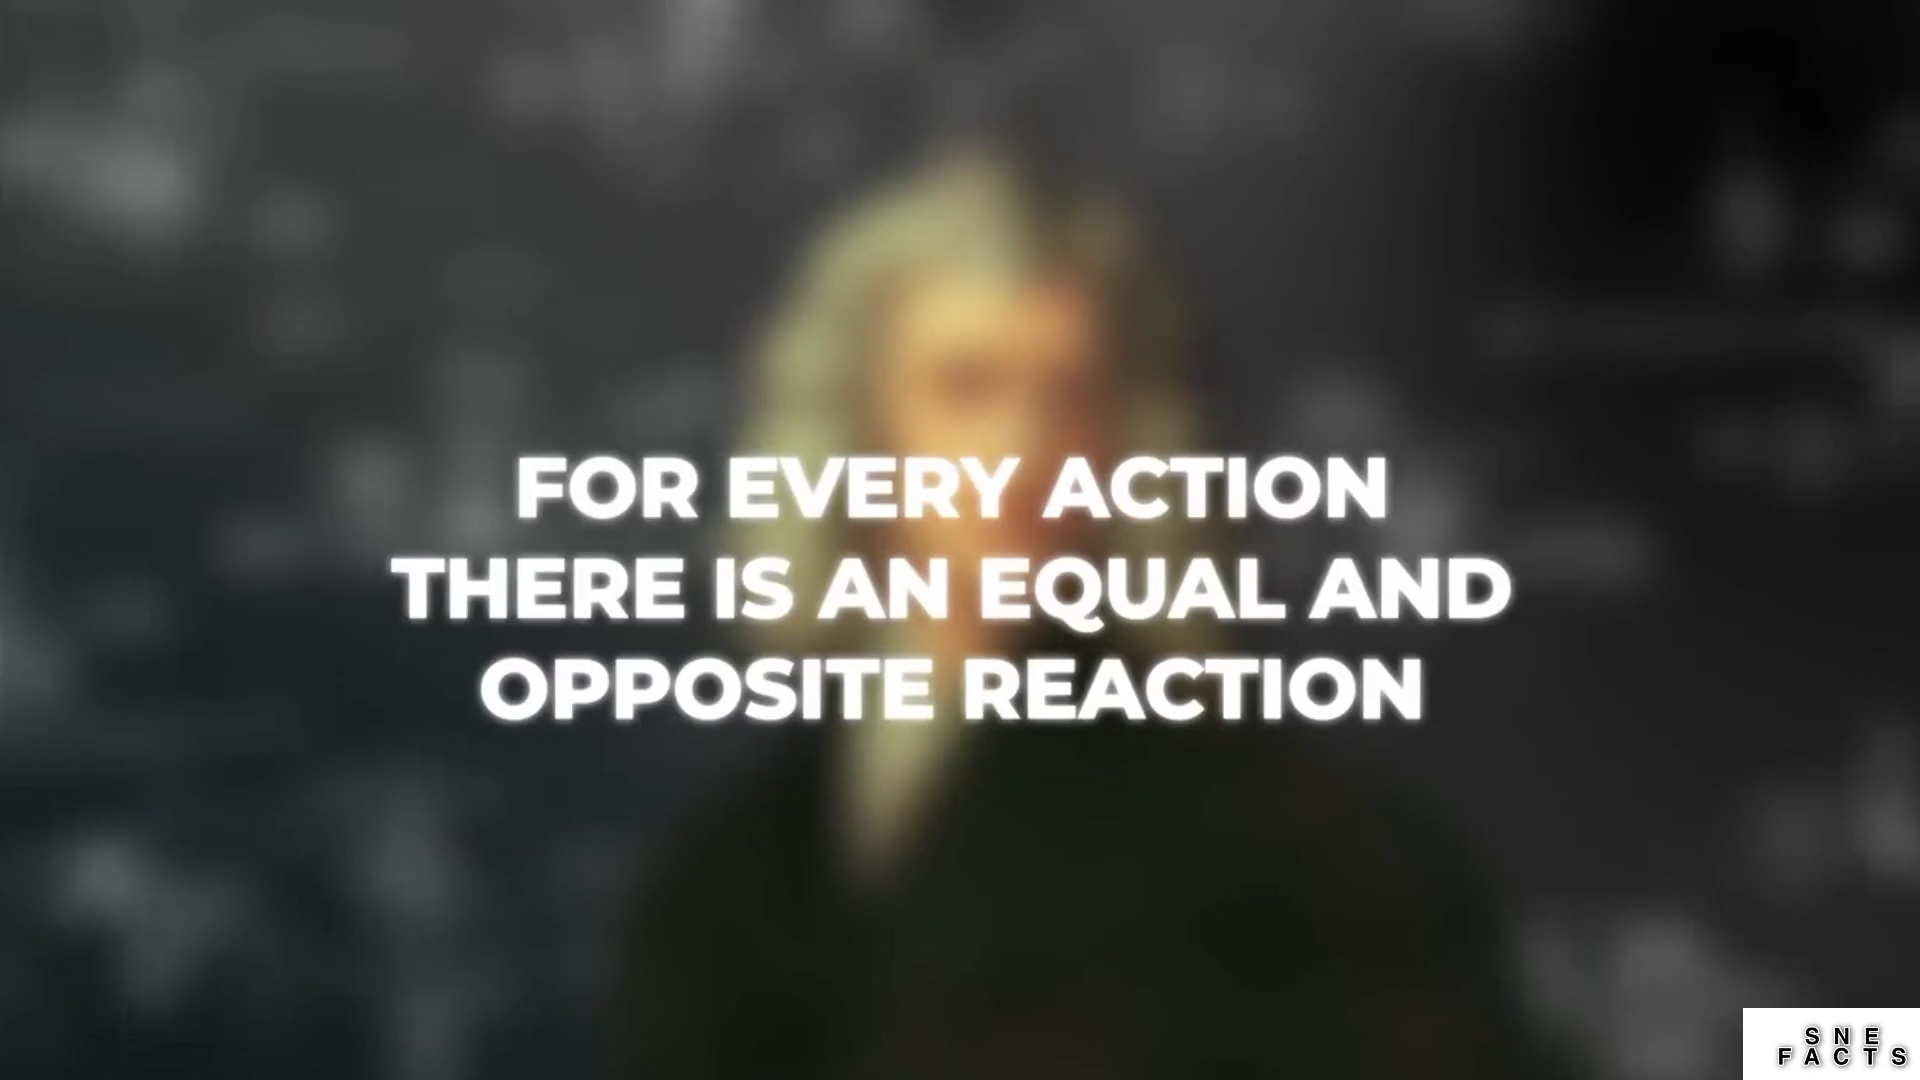 FOR EVERY ACTION
THERE IS AN EQUAL AND
OPPOSITE REACTION
SNE
FACTS